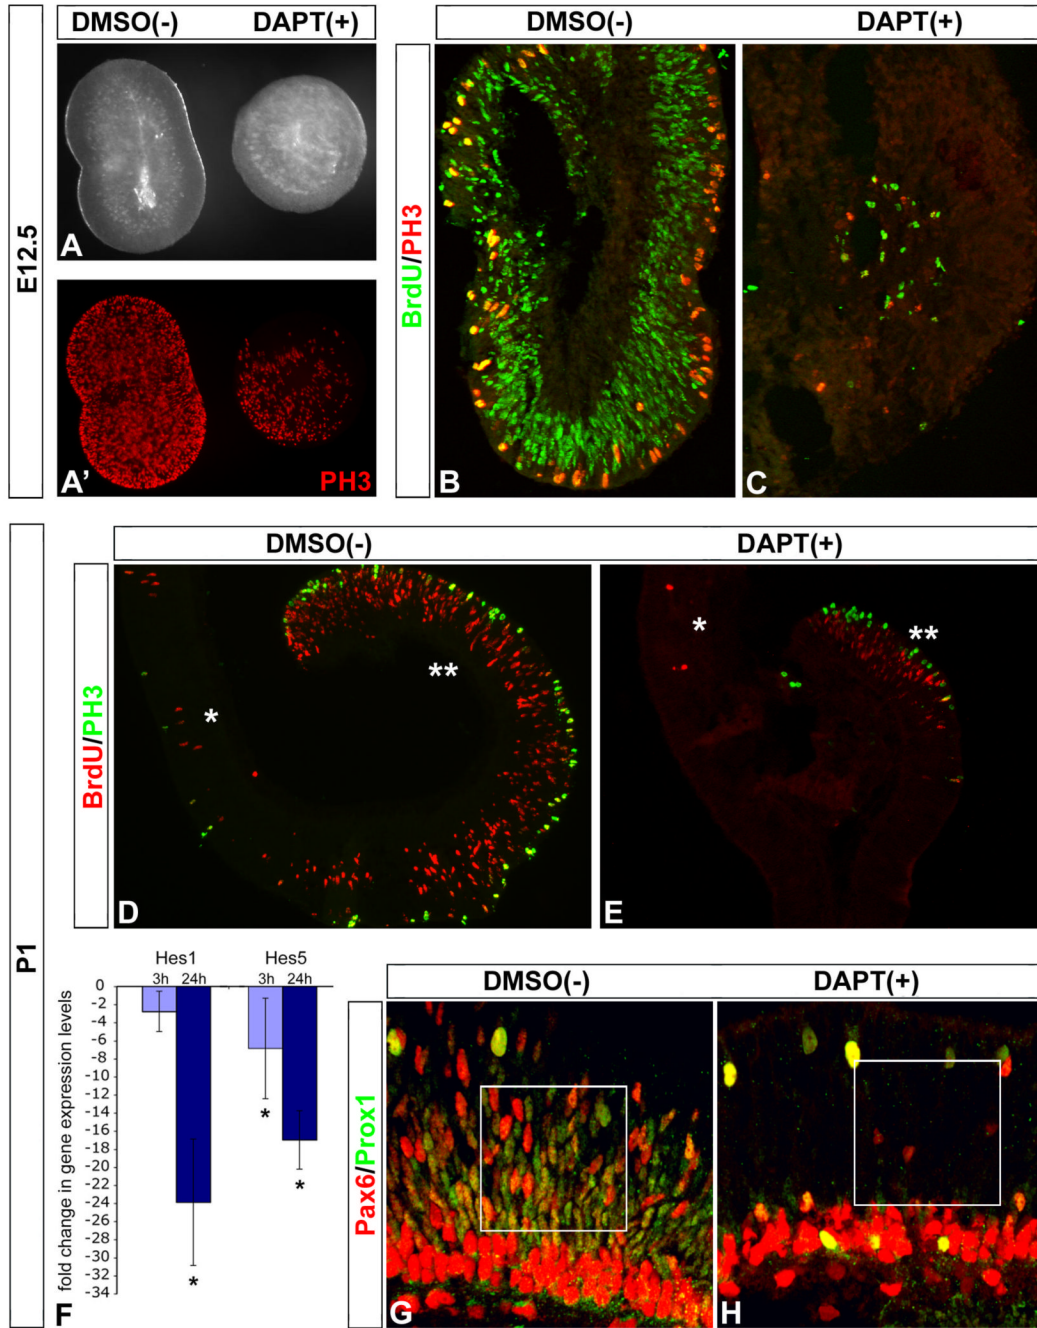 DMSO(-) DAPT(+)
DAPT(+)
E12.5
A
A’ PH3
BrdU/PH3
B
C
DMSO(-) DAPT(+)
P1
BrdU/PH3
*
**
D
*
**
E
Hes1 Hes5
3h 24h 3h 24h
fold change in gene expression levels
0
-2
-4
-6
-8
-10
-12
-14
-16
-18
-20
-22
-24
-26
-28
-30
-32
-34
*
*
*
F
DMSO(-) DAPT(+)
Pax6/Prox1
G
H